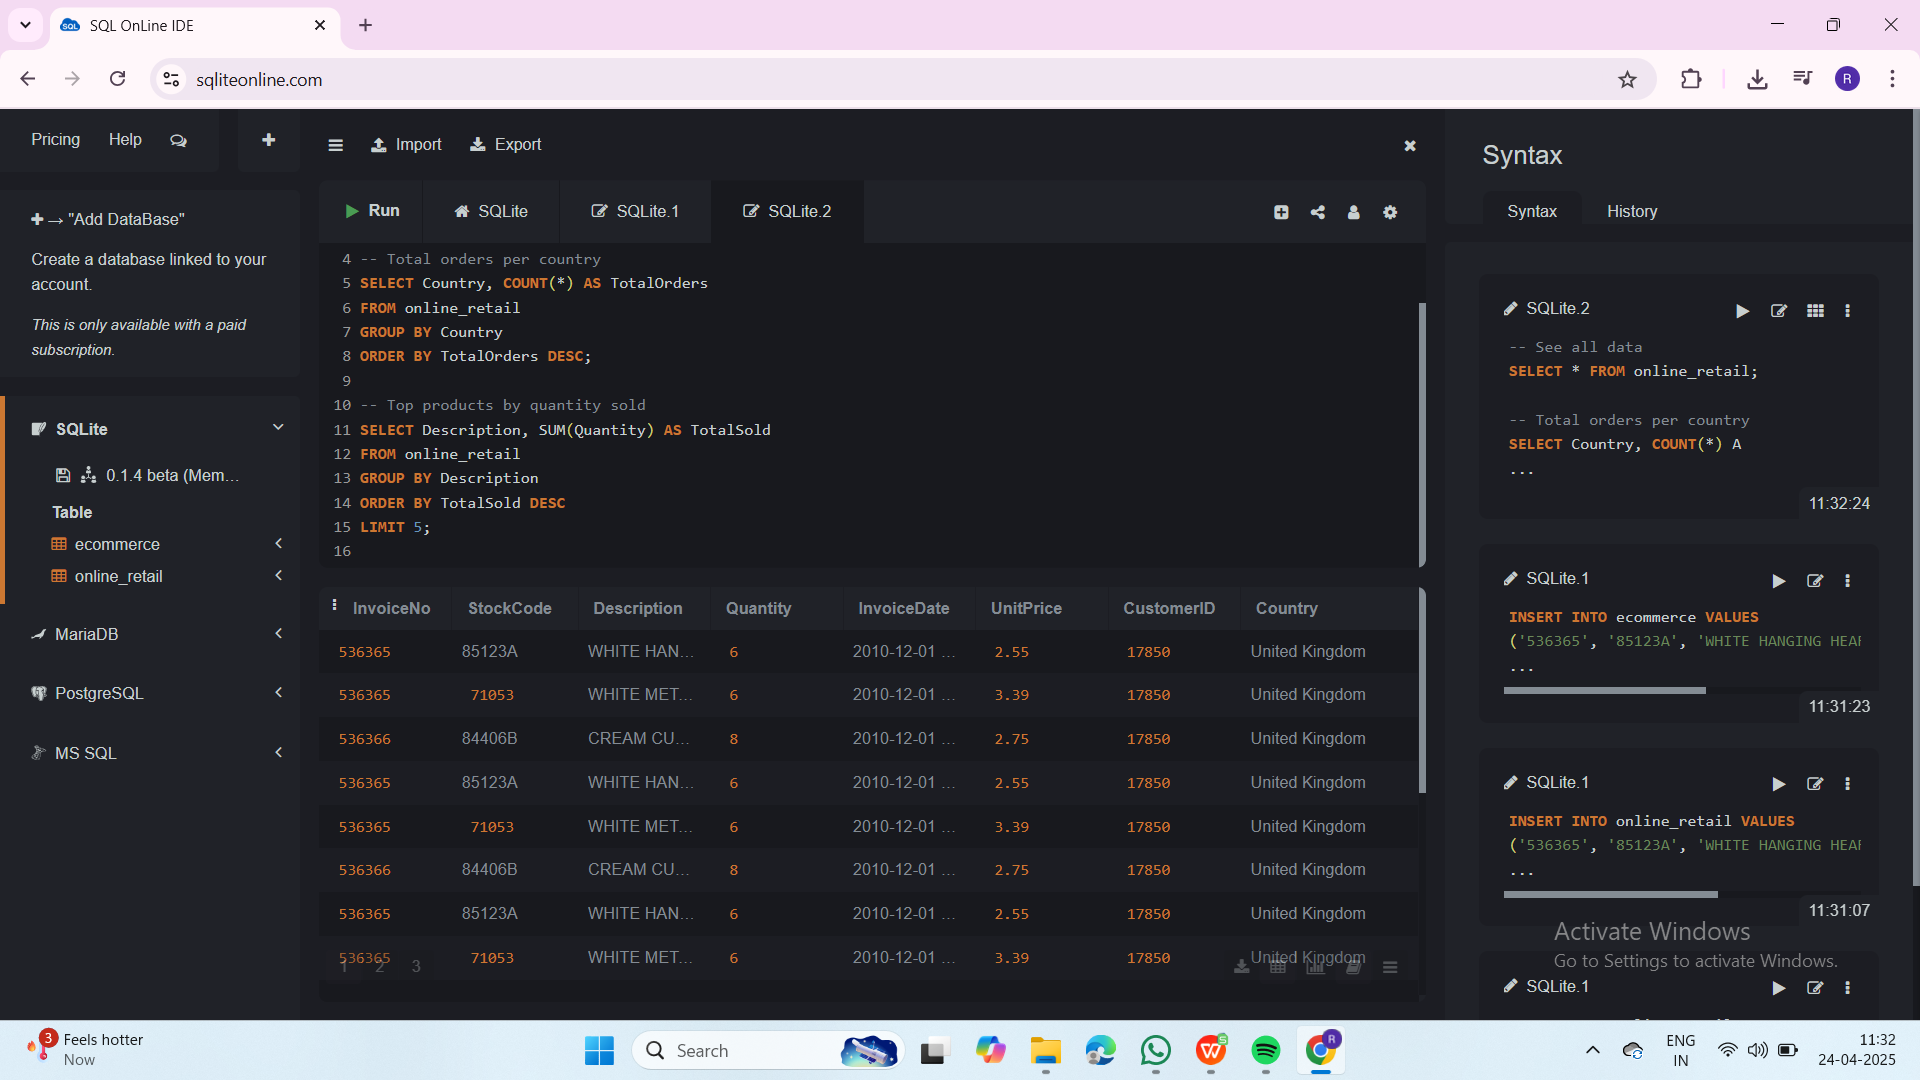 SQL OnLine IDE
sqliteonline.com
R
Pricing
Help
"Add DataBase"
Create a database linked to your
account.
This is only available with a paid
subscription.
SQLite
0.1.4 beta (Mem...
Table
ecommerce
online_retail
MariaDB
PostgreSQL
MS SQL
Import
Export
Run
SQLite
SQLite.1
SQLite.2
4 -- Total orders per country
5 SELECT Country, COUNT(*) AS TotalOrders
6 FROM online_retail
7 GROUP BY Country
8 ORDER BY TotalOrders DESC;
9
10 -- Top products by quantity sold
11 SELECT Description, SUM(Quantity) AS TotalSold
12 FROM online_retail
13 GROUP BY Description
14 ORDER BY TotalSold DESC
15 LIMIT 5;
16
InvoiceNo StockCode Description Quantity InvoiceDate UnitPrice CustomerID Country
536365 85123A WHITE HAN... 6 2010-12-01 ... 2.55 17850 United Kingdom
536365 71053 WHITE MET... 6 2010-12-01 ... 3.39 17850 United Kingdom
536366 84406B CREAM CU... 8 2010-12-01 ... 2.75 17850 United Kingdom
536365 85123A WHITE HAN... 6 2010-12-01 ... 2.55 17850 United Kingdom
536365 71053 WHITE MET... 6 2010-12-01 ... 3.39 17850 United Kingdom
536366 84406B CREAM CU... 8 2010-12-01 ... 2.75 17850 United Kingdom
536365 85123A WHITE HAN... 6 2010-12-01 ... 2.55 17850 United Kingdom
536365 71053 WHITE MET... 6 2010-12-01 ... 3.39 17850 United Kingdom
1 2 3
Syntax
Syntax
History
SQLite.2
-- See all data
SELECT * FROM online_retail;
-- Total orders per country
SELECT Country, COUNT(*) A
...
11:32:24
SQLite.1
INSERT INTO ecommerce VALUES
('536365', '85123A', 'WHITE HANGING HEAR
...
11:31:23
SQLite.1
INSERT INTO online_retail VALUES
('536365', '85123A', 'WHITE HANGING HEAR
...
11:31:07
Activate Windows
Go to Settings to activate Windows.
SQLite.1
3
Feels hotter
Now
Search
ENG
IN
11:32
24-04-2025